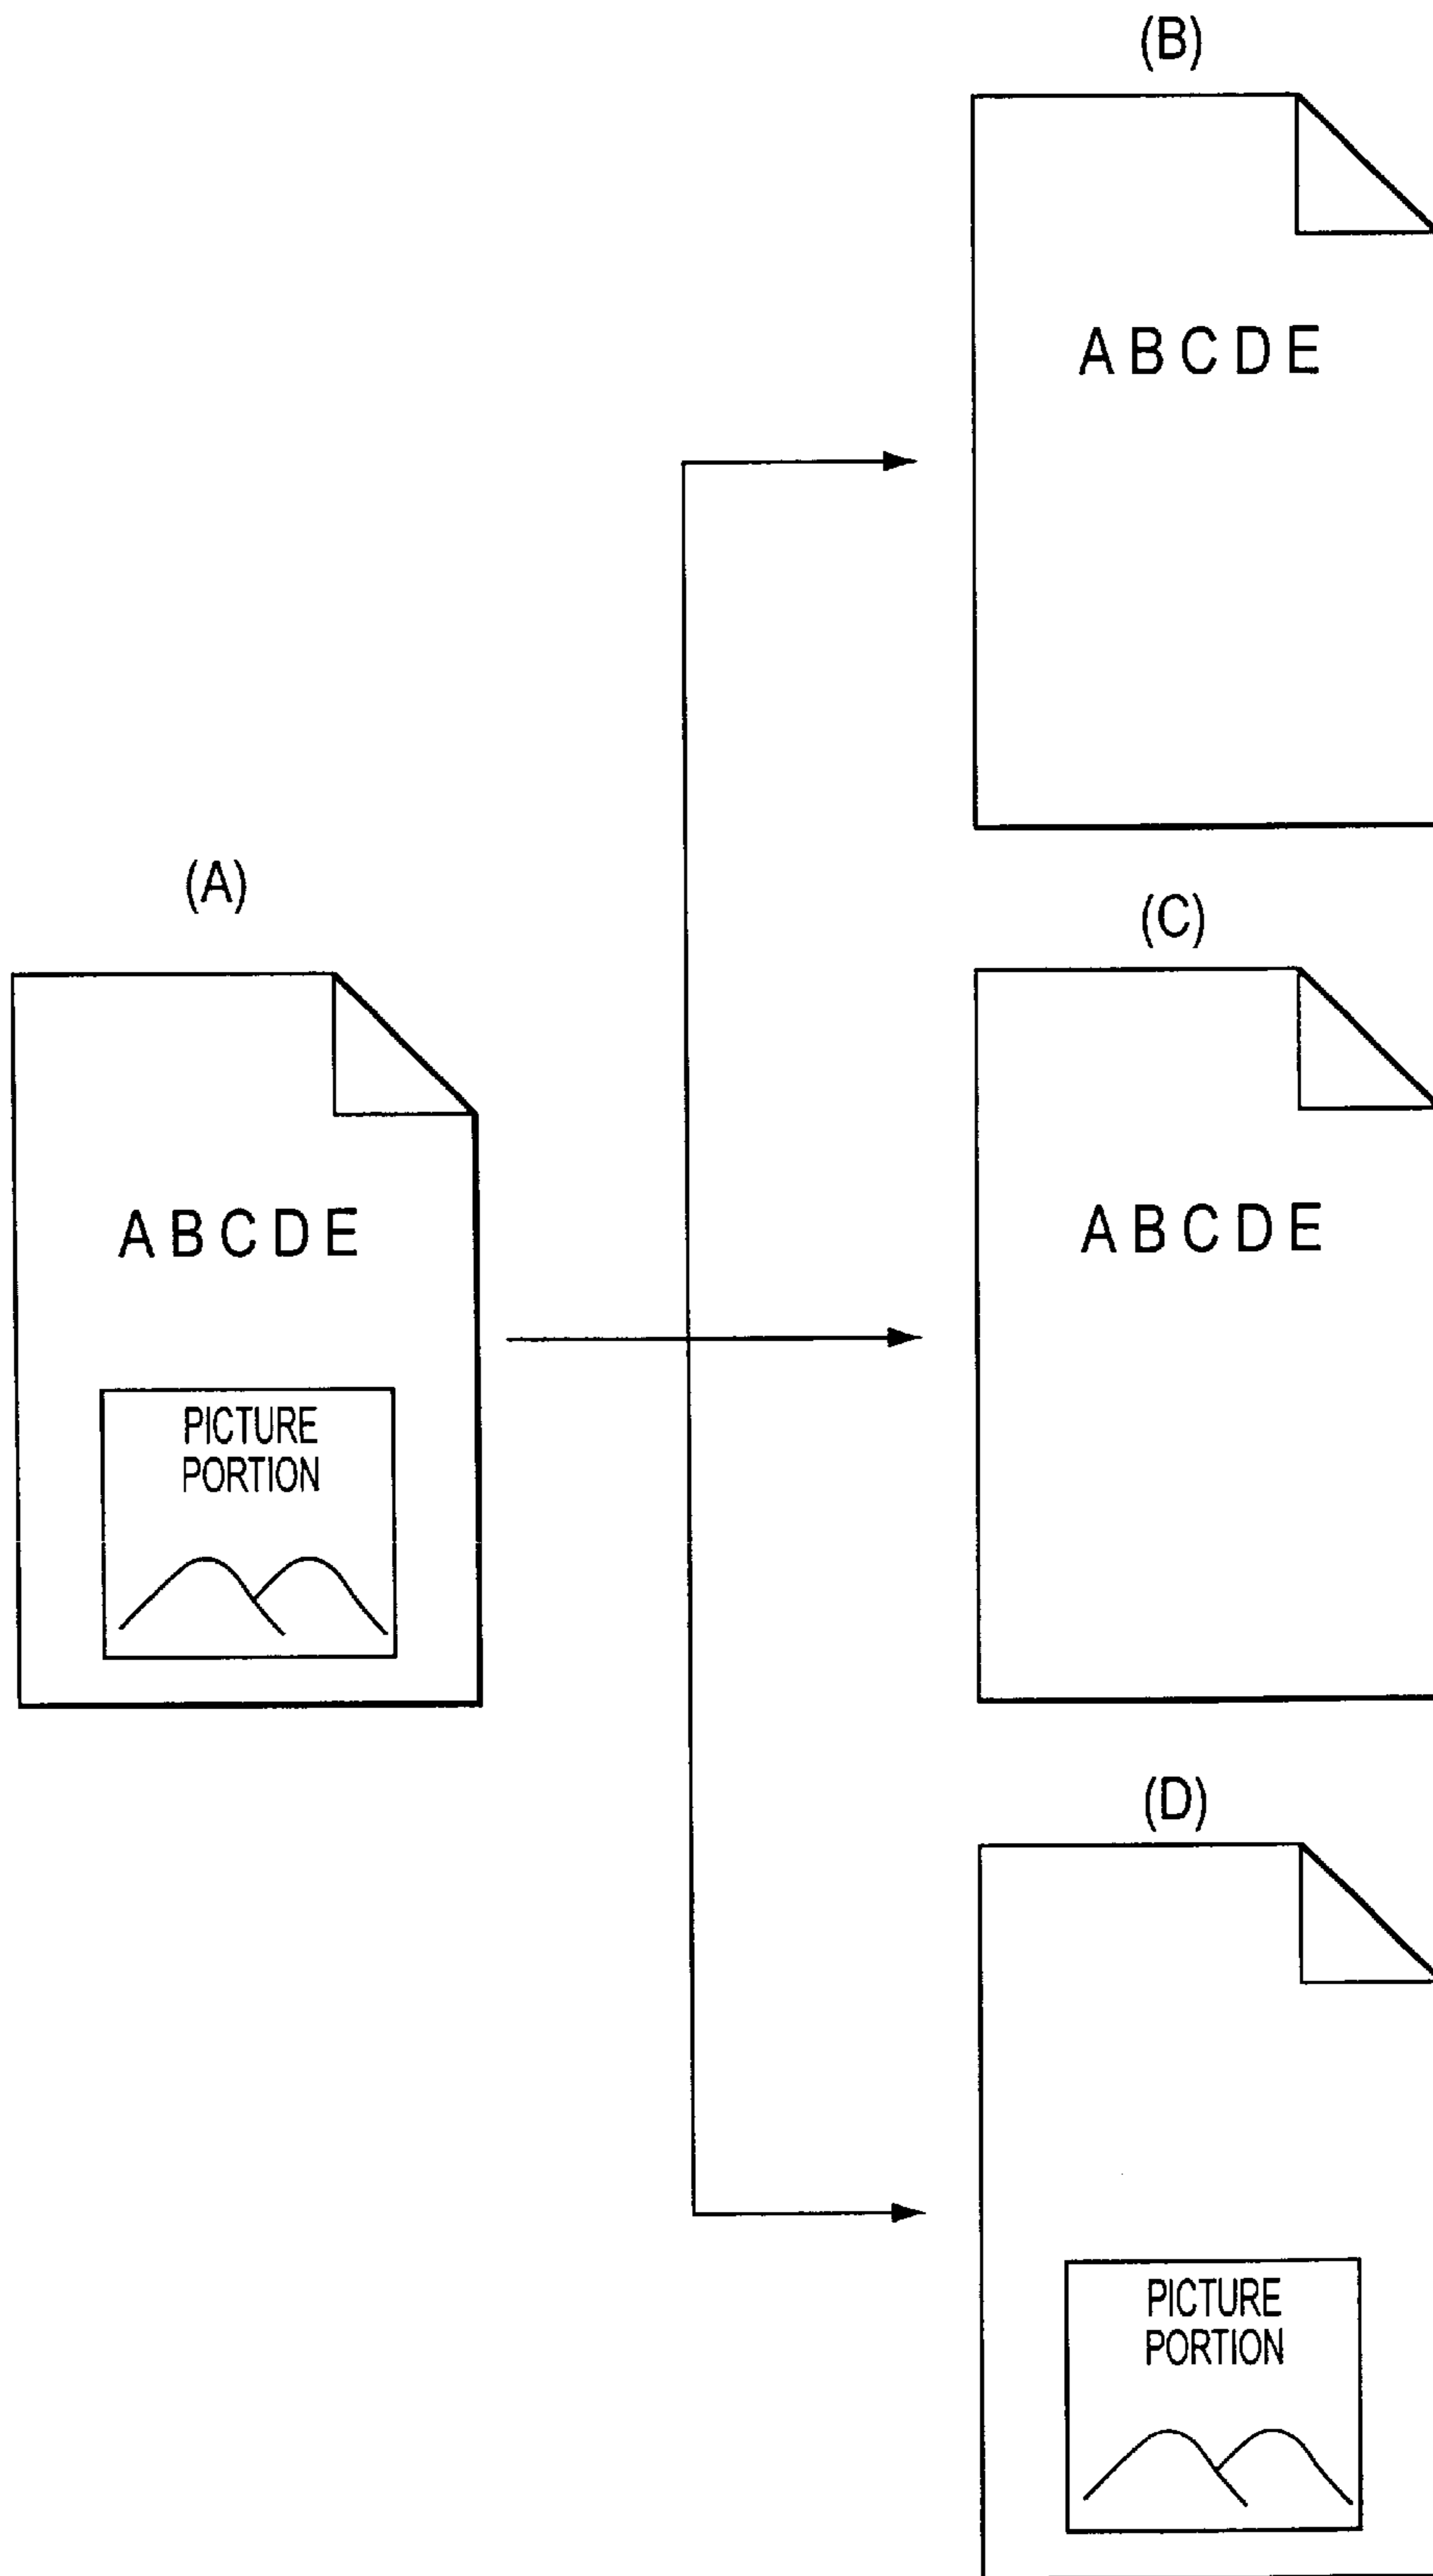 (A)
A B C D E
PICTURE
PORTION
(B)
A B C D E
(C)
A B C D E
(D)
PICTURE
PORTION